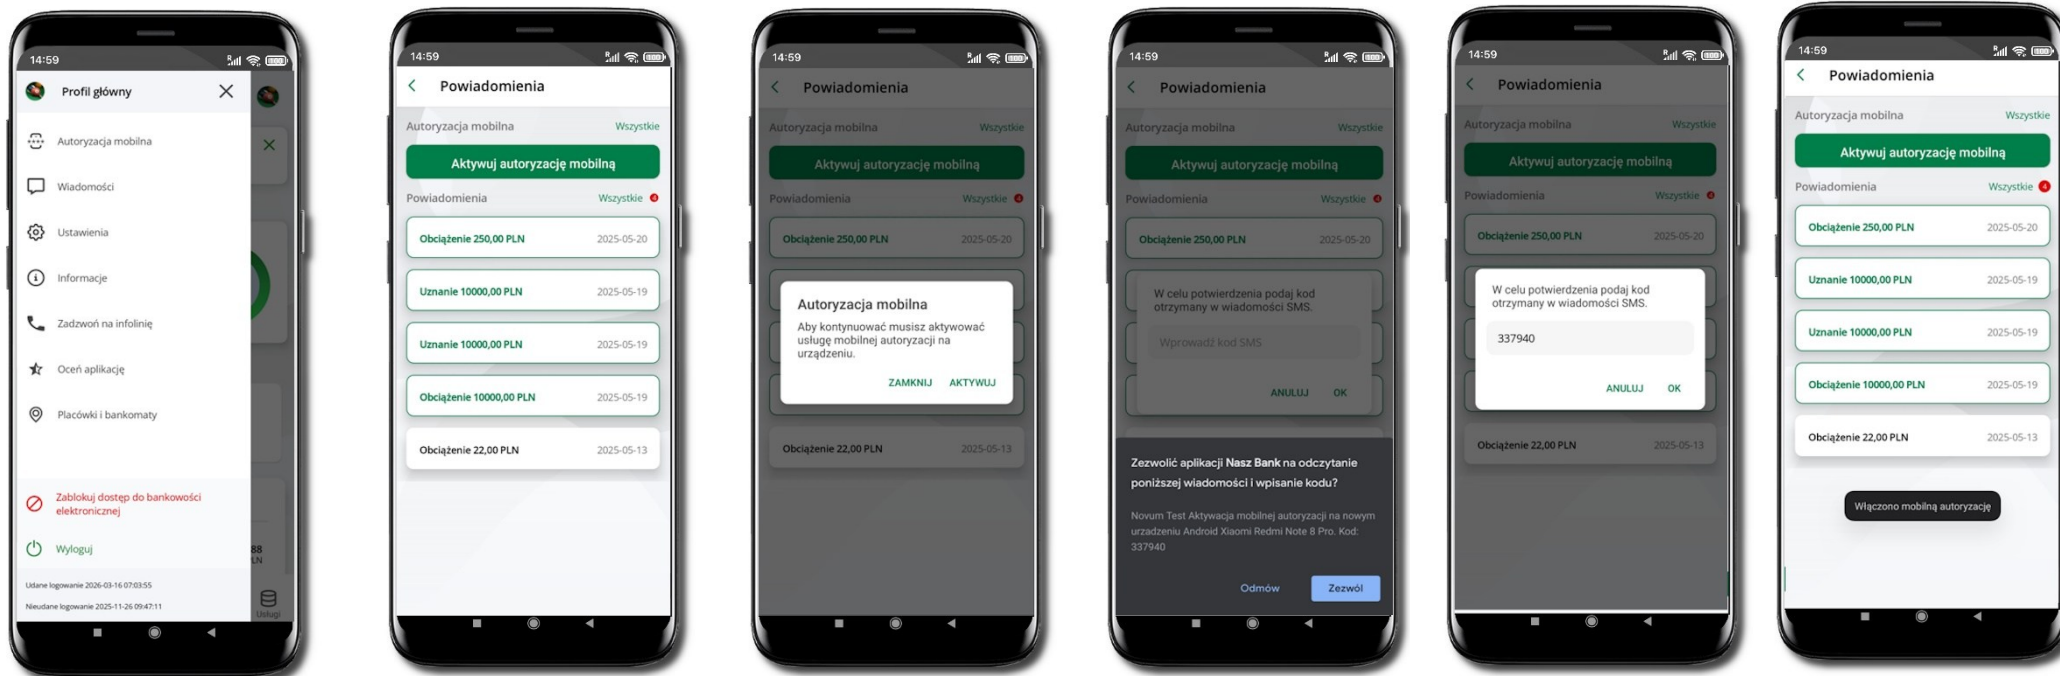 14:59
Profil główny
Autoryzacja mobilna
Wiadomości
Ustawienia
Informacje
Zadzwoń na infolinię
Oceń aplikację
Placówki i bankomaty
Zablokuj dostęp do bankowości
elektronicznej
Wyloguj
88
LN
Udane logowanie 2026-03-16 07:03:55
Nieudane logowanie 2025-11-26 09:47:11
Usługi
14:59
Powiadomienia
Autoryzacja mobilna Wszystkie
Aktywuj autoryzację mobilną
Powiadomienia Wszystkie 4
Obciążenie 250,00 PLN 2025-05-20
Uznanie 10000,00 PLN 2025-05-19
Uznanie 10000,00 PLN 2025-05-19
Obciążenie 10000,00 PLN 2025-05-19
Obciążenie 22,00 PLN 2025-05-13
14:59
Powiadomienia
Autoryzacja mobilna Wszystkie
Aktywuj autoryzację mobilną
Powiadomienia Wszystkie 4
Obciążenie 250,00 PLN 2025-05-20
Autoryzacja mobilna
Aby kontynuować musisz aktywować
usługę mobilnej autoryzacji na
urządzeniu.
ZAMKNIJ AKTYWUJ
Obciążenie 22,00 PLN 2025-05-13
14:59
Powiadomienia
Autoryzacja mobilna Wszystkie
Aktywuj autoryzację mobilną
Powiadomienia Wszystkie 4
Obciążenie 250,00 PLN 2025-05-20
W celu potwierdzenia podaj kod
otrzymany w wiadomości SMS.
Wprowadź kod SMS
ANULUJ OK
Zezwolić aplikacji Nasz Bank na odczytanie
poniższej wiadomości i wpisanie kodu?
Novum Test Aktywacja mobilnej autoryzacji na nowym
urzadzeniu Android Xiaomi Redmi Note 8 Pro. Kod:
337940
Odmów Zezwól
14:59
Powiadomienia
Autoryzacja mobilna Wszystkie
Aktywuj autoryzację mobilną
Powiadomienia Wszystkie 4
Obciążenie 250,00 PLN 2025-05-20
W celu potwierdzenia podaj kod
otrzymany w wiadomości SMS.
337940
ANULUJ OK
Obciążenie 22,00 PLN 2025-05-13
14:59
Powiadomienia
Autoryzacja mobilna Wszystkie
Aktywuj autoryzację mobilną
Powiadomienia Wszystkie 4
Obciążenie 250,00 PLN 2025-05-20
Uznanie 10000,00 PLN 2025-05-19
Uznanie 10000,00 PLN 2025-05-19
Obciążenie 10000,00 PLN 2025-05-19
Obciążenie 22,00 PLN 2025-05-13
Włączono mobilną autoryzację